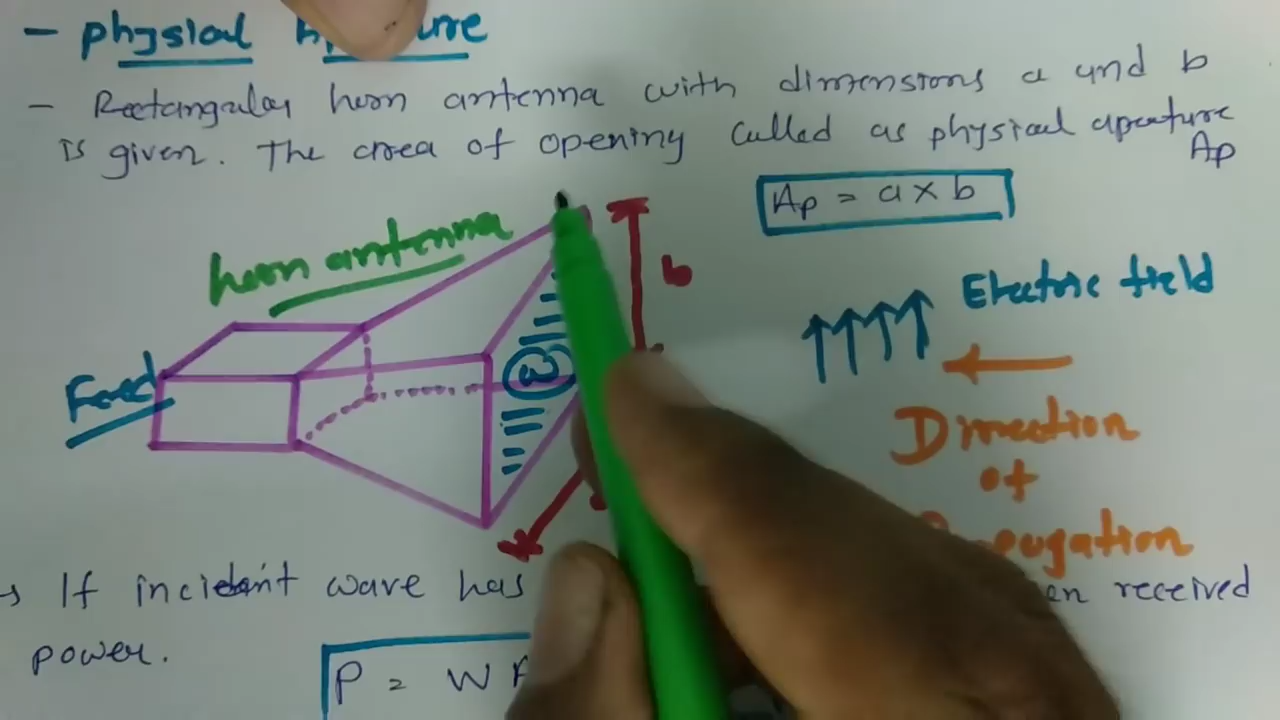 - physical
- Rectangular horn antenna with dimensions a and b
is given. The area of opening called as physical aperture
Ap
Ap = a x b
horn antenna
b
Electric field
Feed
a
Direction
of
→ If incident wave has received
power.
P = W